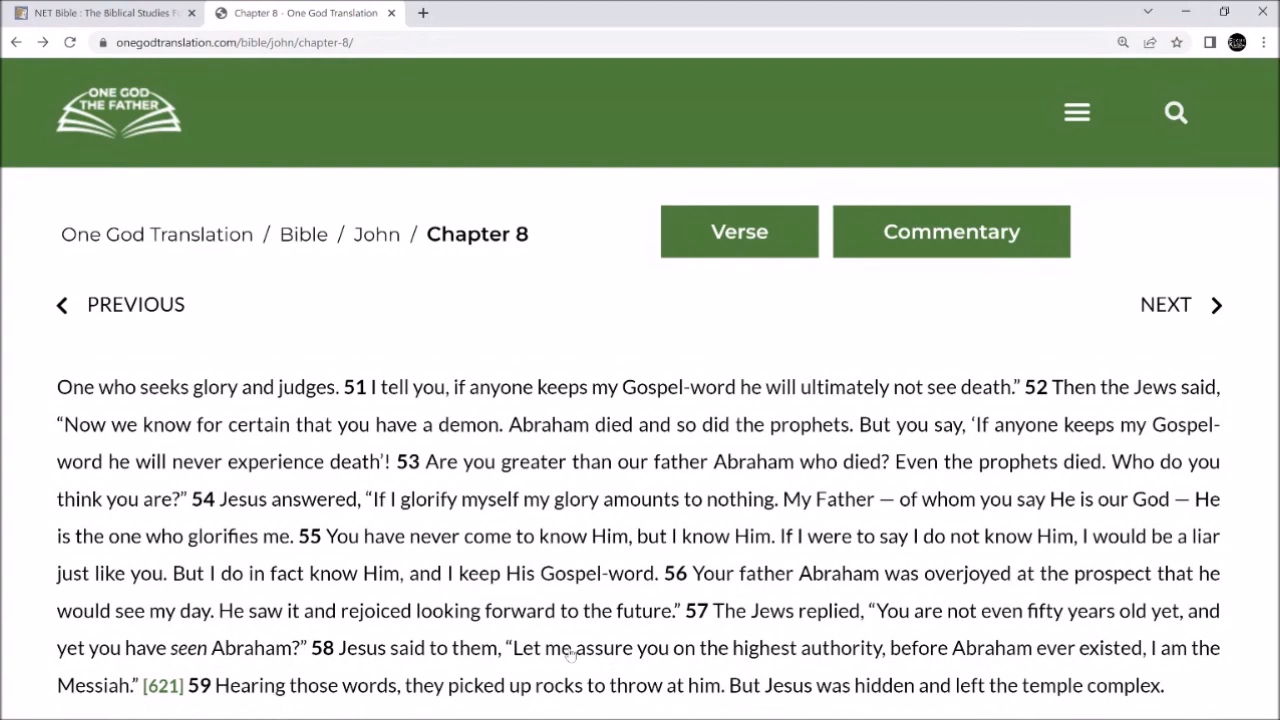 NET Bible : The Biblical Studies F
Chapter 8 - One God Translation
onegodtranslation.com/bible/john/chapter-8/
ONE GOD
THE FATHER
One God Translation / Bible / John / Chapter 8
Verse
Commentary
PREVIOUS
NEXT
One who seeks glory and judges. 51 I tell you, if anyone keeps my Gospel-word he will ultimately not see death.” 52 Then the Jews said,
“Now we know for certain that you have a demon. Abraham died and so did the prophets. But you say, ‘If anyone keeps my Gospel-
word he will never experience death’! 53 Are you greater than our father Abraham who died? Even the prophets died. Who do you
think you are?” 54 Jesus answered, “If I glorify myself my glory amounts to nothing. My Father — of whom you say He is our God — He
is the one who glorifies me. 55 You have never come to know Him, but I know Him. If I were to say I do not know Him, I would be a liar
just like you. But I do in fact know Him, and I keep His Gospel-word. 56 Your father Abraham was overjoyed at the prospect that he
would see my day. He saw it and rejoiced looking forward to the future.” 57 The Jews replied, “You are not even fifty years old yet, and
yet you have seen Abraham?” 58 Jesus said to them, “Let me assure you on the highest authority, before Abraham ever existed, I am the
Messiah.” [621] 59 Hearing those words, they picked up rocks to throw at him. But Jesus was hidden and left the temple complex.